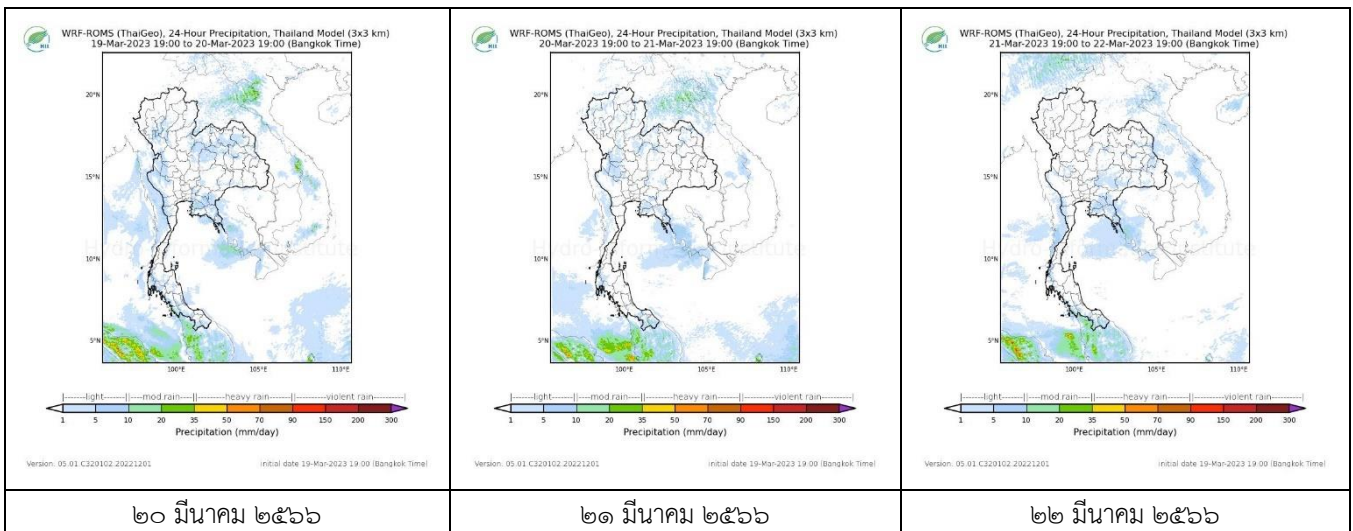 WRF-ROMS (ThaiGeo), 24-Hour Precipitation, Thailand Model (3x3 km)
19-Mar-2023 19:00 to 20-Mar-2023 19:00 (Bangkok Time)
HII
20°N
15°N
10°N
5°N
100°E 105°E 110°E
|------light------||---mod.rain------||------heavy rain------||------violent rain------|
1 5 10 20 35 50 70 90 150 200 300
Precipitation (mm/day)
Version: 05.01 C320102.20221201 initial date 19-Mar-2023 19:00 (Bangkok Time)
๒๐ มีนาคม ๒๕๖๖
WRF-ROMS (ThaiGeo), 24-Hour Precipitation, Thailand Model (3x3 km)
20-Mar-2023 19:00 to 21-Mar-2023 19:00 (Bangkok Time)
HII
20°N
15°N
10°N
5°N
100°E 105°E 110°E
|------light------||---mod.rain------||------heavy rain------||------violent rain------|
1 5 10 20 35 50 70 90 150 200 300
Precipitation (mm/day)
Version: 05.01 C320102.20221201 initial date 19-Mar-2023 19:00 (Bangkok Time)
๒๑ มีนาคม ๒๕๖๖
WRF-ROMS (ThaiGeo), 24-Hour Precipitation, Thailand Model (3x3 km)
21-Mar-2023 19:00 to 22-Mar-2023 19:00 (Bangkok Time)
HII
20°N
15°N
10°N
5°N
100°E 105°E 110°E
|------light------||---mod.rain------||------heavy rain------||------violent rain------|
1 5 10 20 35 50 70 90 150 200 300
Precipitation (mm/day)
Version: 05.01 C320102.20221201 initial date 19-Mar-2023 19:00 (Bangkok Time)
๒๒ มีนาคม ๒๕๖๖